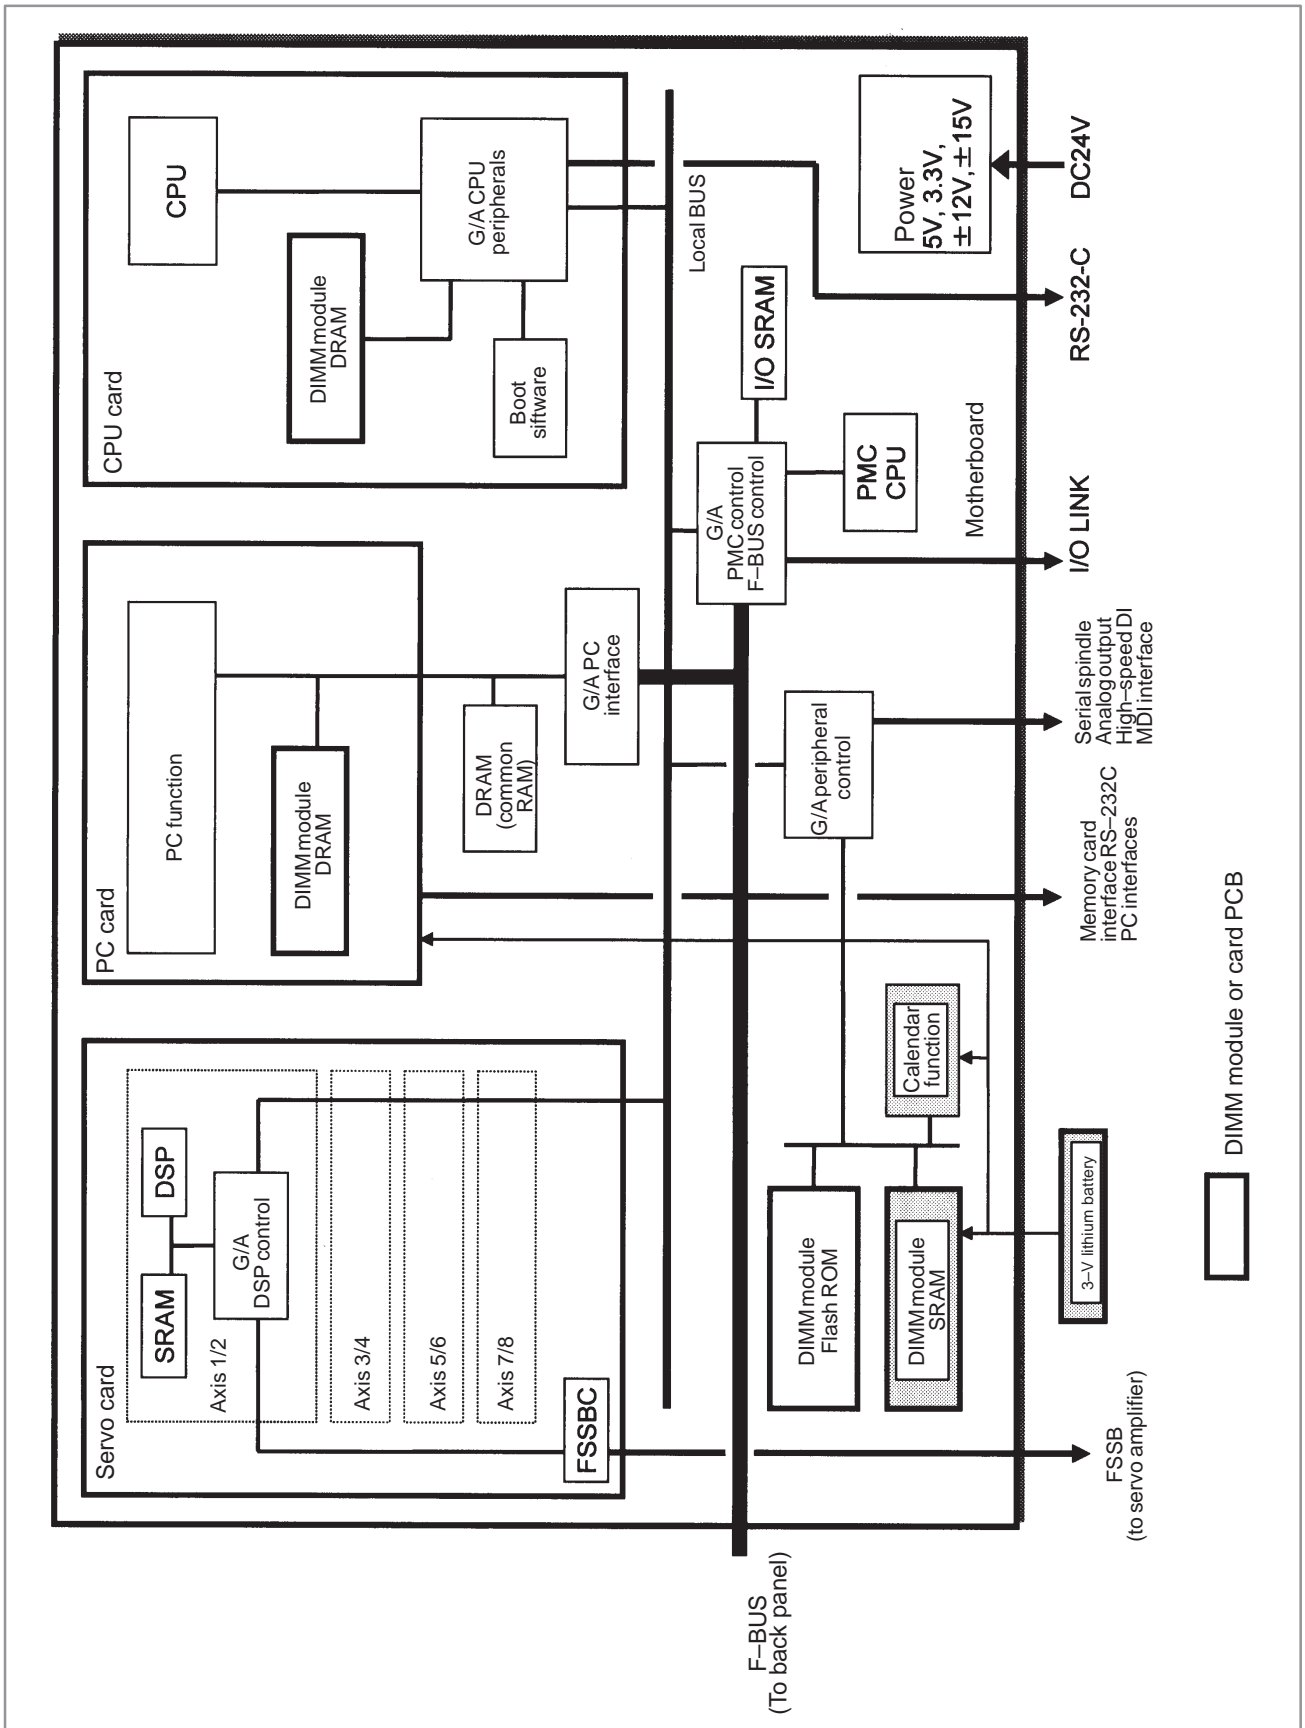 Servo card
SRAM
DSP
G/A
DSP control
Axis 1/2
Axis 3/4
Axis 5/6
Axis 7/8
FSSBC
PC card
PC function
DIMM module
DRAM
DRAM
(common
RAM)
G/A PC
interface
CPU card
CPU
DIMM module
DRAM
G/A CPU
peripherals
Boot
siftware
Local BUS
F–BUS
(To back panel)
G/A
PMC control
F–BUS control
I/O SRAM
PMC
CPU
G/A peripheral
control
Power
5V, 3.3V,
±12V, ±15V
Motherboard
DIMM module
Flash ROM
DIMM module
SRAM
Calendar
function
3–V lithium battery
FSSB
(to servo amplifier)
Memory card
interface RS–232C
PC interfaces
Serial spindle
Analog output
High–speed DI
MDI interface
I/O LINK
RS-232-C
DC24V
DIMM module or card PCB